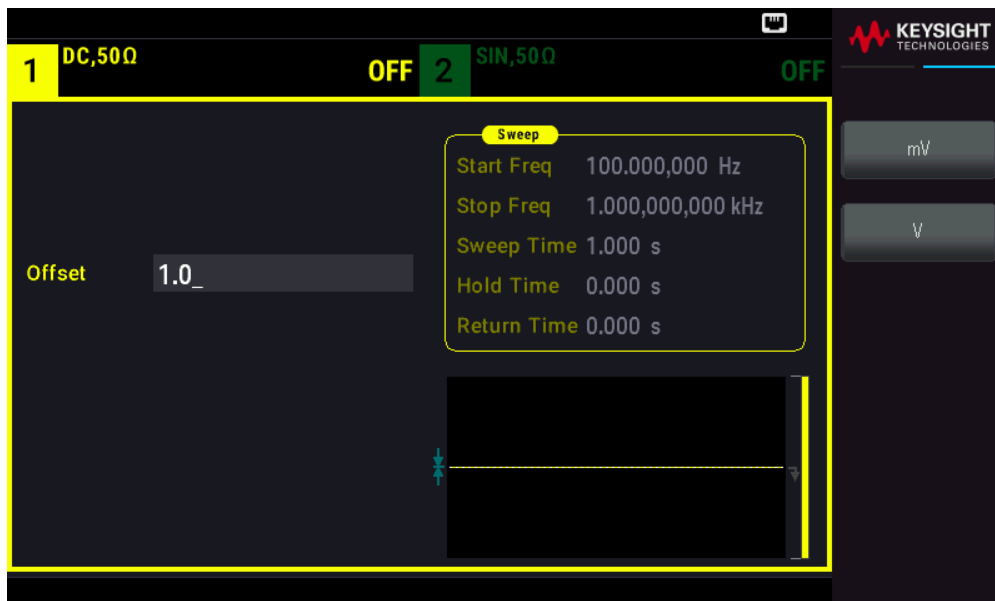 KEYSIGHT
TECHNOLOGIES
1 DC,50Ω OFF 2 SIN,50Ω OFF
Sweep
Start Freq 100.000,000 Hz
Stop Freq 1.000,000,000 kHz
Sweep Time 1.000 s
Offset 1.0_
Hold Time 0.000 s
Return Time 0.000 s
mV
V